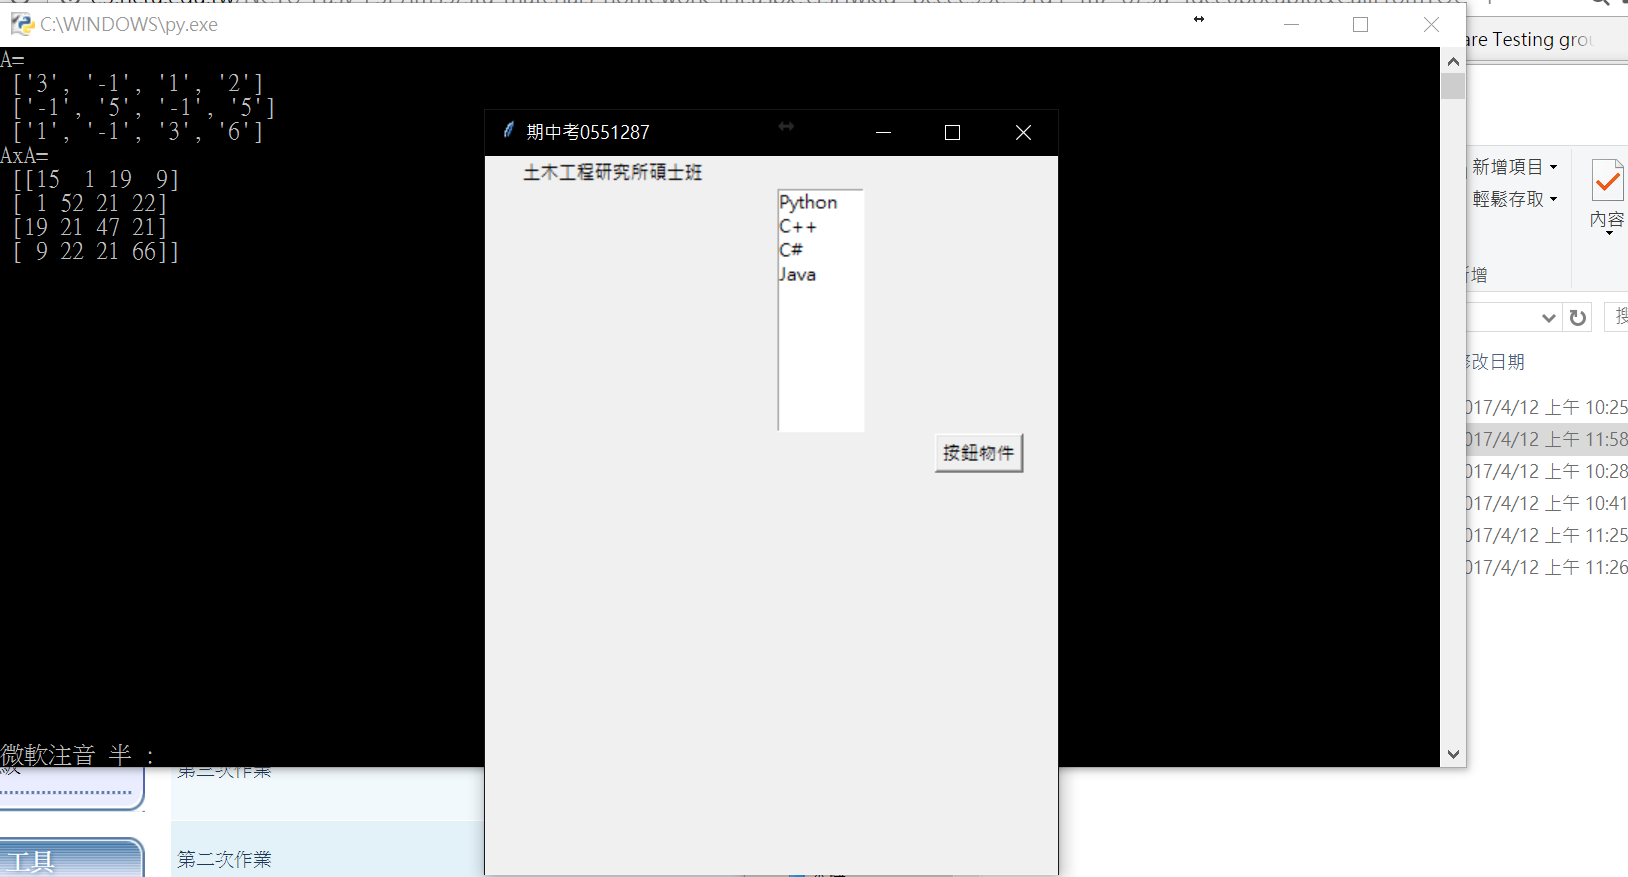 C:\WINDOWS\py.exe
are Testing grou
A=
['3', '-1', '1', '2']
['-1', '5', '-1', '5']
['1', '-1', '3', '6']
AxA=
[[15  1 19  9]
[ 1 52 21 22]
[19 21 47 21]
[ 9 22 21 66]]
微軟注音 半 :
期中考0551287
土木工程研究所碩士班
Python
C++
C#
Java
按鈕物件
新增項目
輕鬆存取
內容
增
改日期
017/4/12 上午 10:25
017/4/12 上午 11:58
017/4/12 上午 10:28
017/4/12 上午 10:41
017/4/12 上午 11:25
017/4/12 上午 11:26
第三次作業
工具
第二次作業